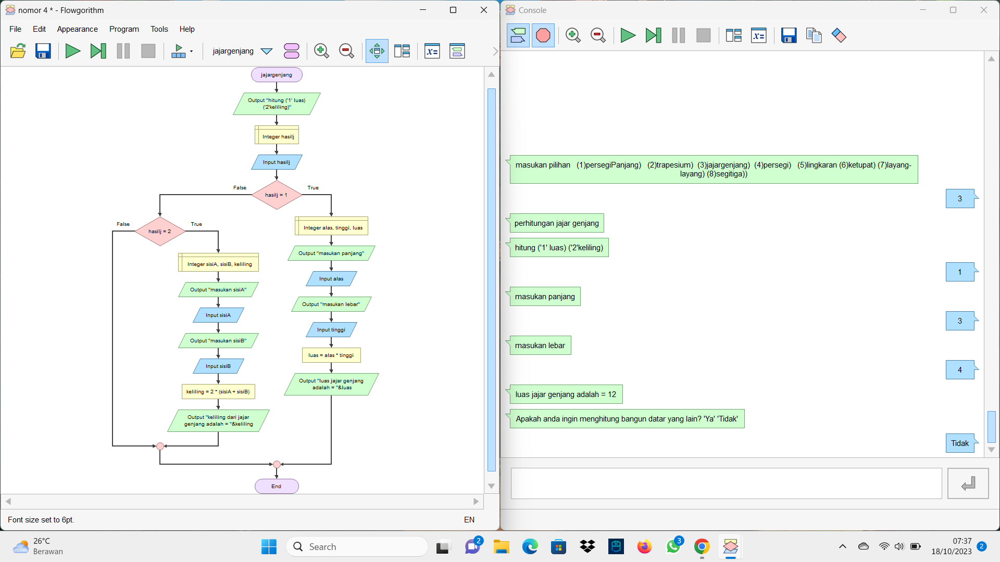 nomor 4 * - Flowgorithm
File Edit Appearance Program Tools Help
jajargenjang
jajargenjang
Output "hitung ('1' luas)
('2'keliling)"
Integer hasilj
Input hasilj
False
True
hasilj = 1
False
True
hasilj = 2
Integer sisiA, sisiB, keliling
Output "masukan sisiA"
Input sisiA
Output "masukan sisiB"
Input sisiB
keliling = 2 * (sisiA + sisiB)
Output "keliling dari jajar
genjang adalah = "&keliling
Integer alas, tinggi, luas
Output "masukan panjang"
Input alas
Output "masukan lebar"
Input tinggi
luas = alas * tinggi
Output "luas jajar genjang
adalah = "&luas
End
Font size set to 6pt.
EN
Console
masukan pilihan (1)persegiPanjang) (2)trapesium) (3)jajargenjang) (4)persegi) (5)lingkaran (6)ketupat) (7)layang-
layang) (8)segitiga))
3
perhitungan jajar genjang
hitung ('1' luas) ('2'keliling)
1
masukan panjang
3
masukan lebar
4
luas jajar genjang adalah = 12
Apakah anda ingin menghitung bangun datar yang lain? 'Ya' 'Tidak'
Tidak
26°C
Berawan
Search
2
3
07:37
18/10/2023
2